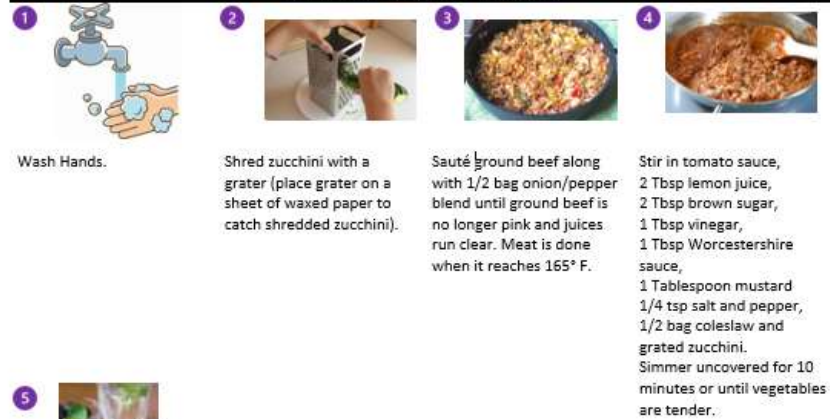 1
2
3
4
Wash Hands.
Shred zucchini with a
grater (place grater on a
sheet of waxed paper to
catch shredded zucchini).
Sauté ground beef along
with 1/2 bag onion/pepper
blend until ground beef is
no longer pink and juices
run clear. Meat is done
when it reaches 165° F.
Stir in tomato sauce,
2 Tbsp lemon juice,
2 Tbsp brown sugar,
1 Tbsp vinegar,
1 Tbsp Worcestershire
sauce,
1 Tablespoon mustard
1/4 tsp salt and pepper,
1/2 bag coleslaw and
grated zucchini.
Simmer uncovered for 10
minutes or until vegetables
are tender.
5